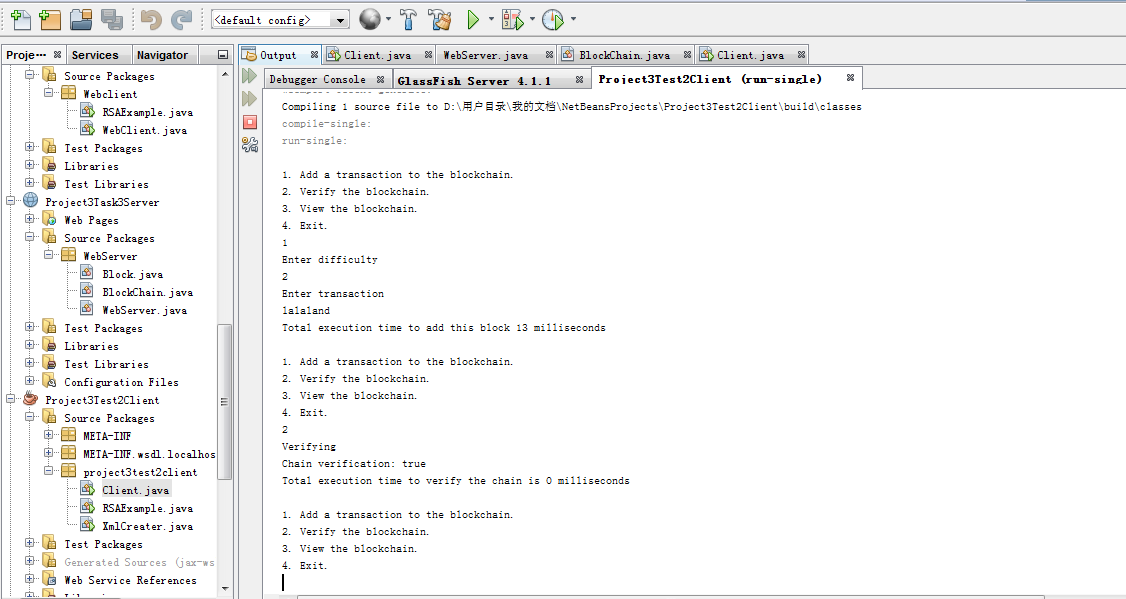 <default config>
Proje... Services Navigator
Source Packages
Webclient
RSAExample.java
WebClient.java
Test Packages
Libraries
Test Libraries
Project3Task3Server
Web Pages
Source Packages
WebServer
Block.java
BlockChain.java
WebServer.java
Test Packages
Libraries
Test Libraries
Configuration Files
Project3Test2Client
Source Packages
META-INF
META-INF.wsdl.localhos
project3test2client
Client.java
RSAExample.java
XmlCreater.java
Test Packages
Generated Sources (jax-ws
Web Service References
Output Client.java WebServer.java BlockChain.java Client.java
Debugger Console GlassFish Server 4.1.1 Project3Test2Client (run-single)
Compiling 1 source file to D:\用户目录\我的文档\NetBeansProjects\Project3Test2Client\build\classes
compile-single:
run-single:
1. Add a transaction to the blockchain.
2. Verify the blockchain.
3. View the blockchain.
4. Exit.
1
Enter difficulty
2
Enter transaction
lalaland
Total execution time to add this block 13 milliseconds
1. Add a transaction to the blockchain.
2. Verify the blockchain.
3. View the blockchain.
4. Exit.
2
Verifying
Chain verification: true
Total execution time to verify the chain is 0 milliseconds
1. Add a transaction to the blockchain.
2. Verify the blockchain.
3. View the blockchain.
4. Exit.